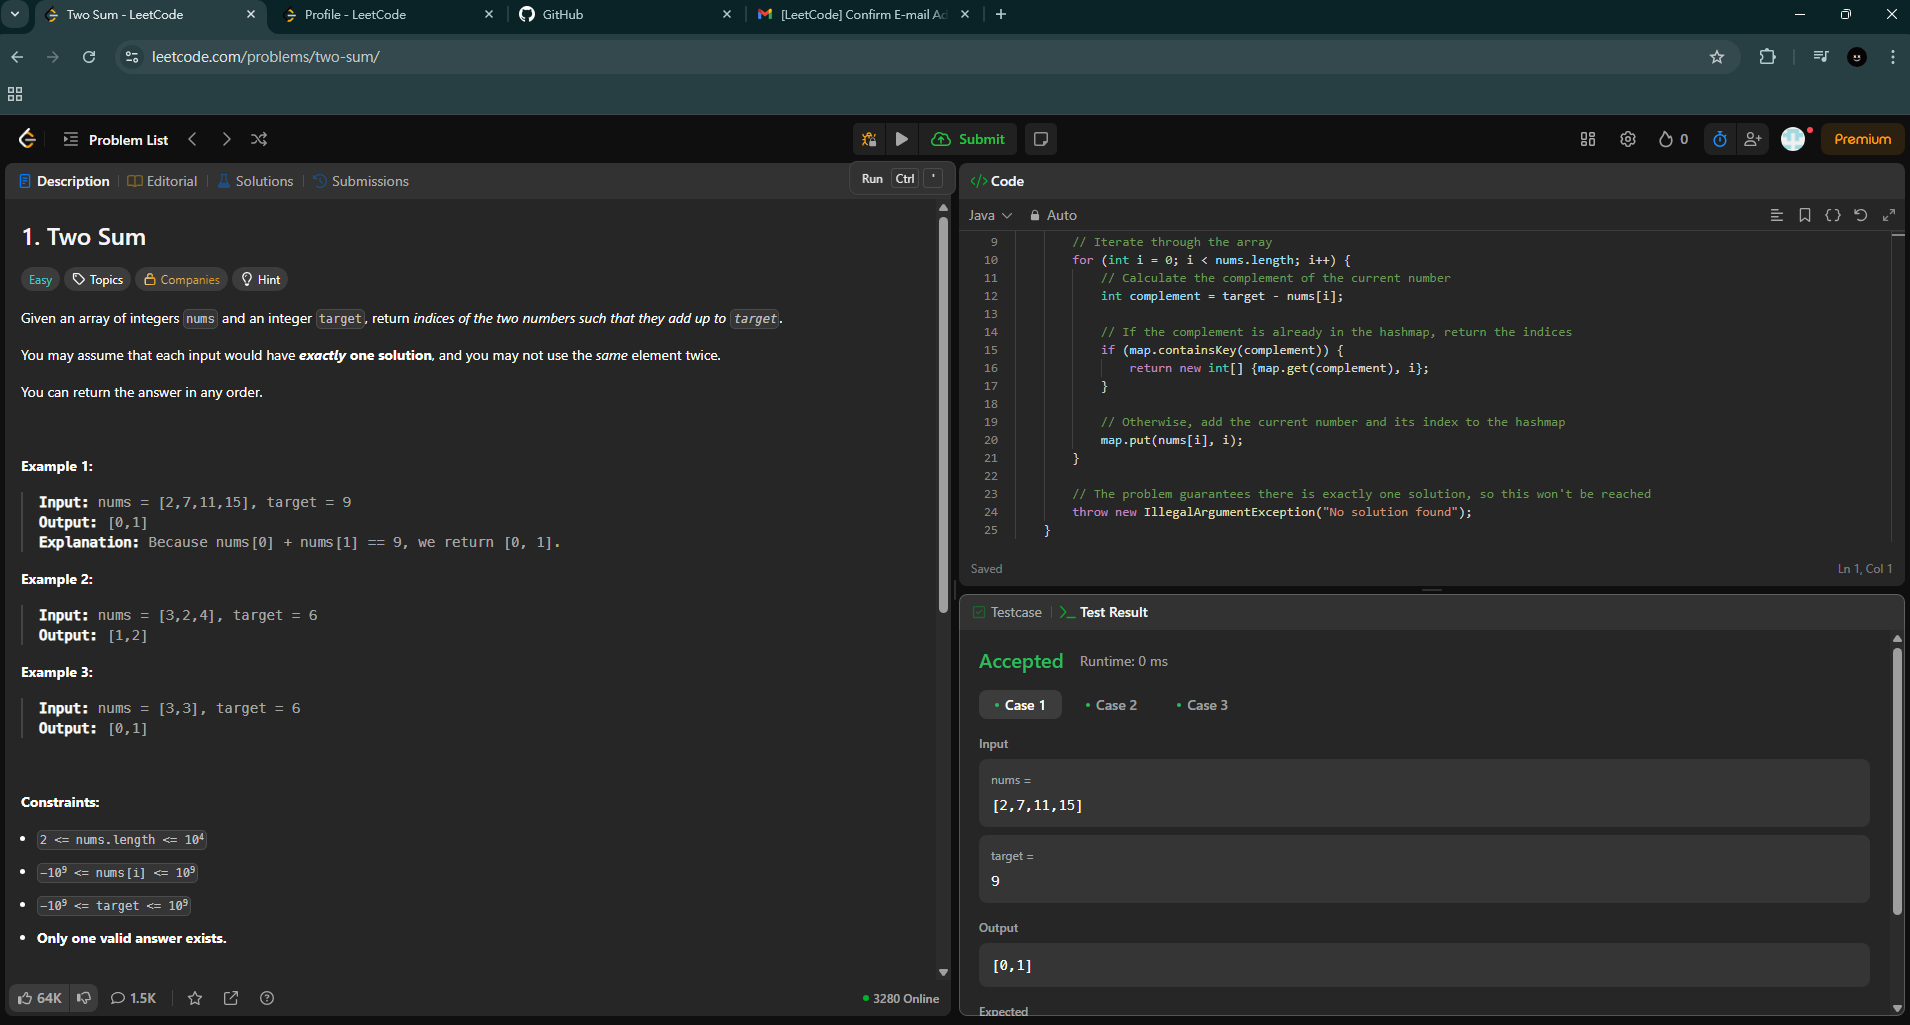 Two Sum - LeetCode
Profile - LeetCode
GitHub
[LeetCode] Confirm E-mail Ad
leetcode.com/problems/two-sum/
Problem List
Submit
0
Premium
Description
Editorial
Solutions
Submissions
Run Ctrl '
1. Two Sum
Easy
Topics
Companies
Hint
Given an array of integers nums and an integer target, return indices of the two numbers such that they add up to target.
You may assume that each input would have exactly one solution, and you may not use the same element twice.
You can return the answer in any order.
Example 1:
Input: nums = [2,7,11,15], target = 9
Output: [0,1]
Explanation: Because nums[0] + nums[1] == 9, we return [0, 1].
Example 2:
Input: nums = [3,2,4], target = 6
Output: [1,2]
Example 3:
Input: nums = [3,3], target = 6
Output: [0,1]
Constraints:
2 <= nums.length <= 10⁴
-10⁹ <= nums[i] <= 10⁹
-10⁹ <= target <= 10⁹
Only one valid answer exists.
64K
1.5K
3280 Online
</> Code
Java
Auto
9 // Iterate through the array
10 for (int i = 0; i < nums.length; i++) {
11 // Calculate the complement of the current number
12 int complement = target - nums[i];
13
14 // If the complement is already in the hashmap, return the indices
15 if (map.containsKey(complement)) {
16 return new int[] {map.get(complement), i};
17 }
18
19 // Otherwise, add the current number and its index to the hashmap
20 map.put(nums[i], i);
21 }
22
23 // The problem guarantees there is exactly one solution, so this won't be reached
24 throw new IllegalArgumentException("No solution found");
25 }
Saved
Ln 1, Col 1
Testcase
Test Result
Accepted
Runtime: 0 ms
Case 1
Case 2
Case 3
Input
nums =
[2,7,11,15]
target =
9
Output
[0,1]
Expected